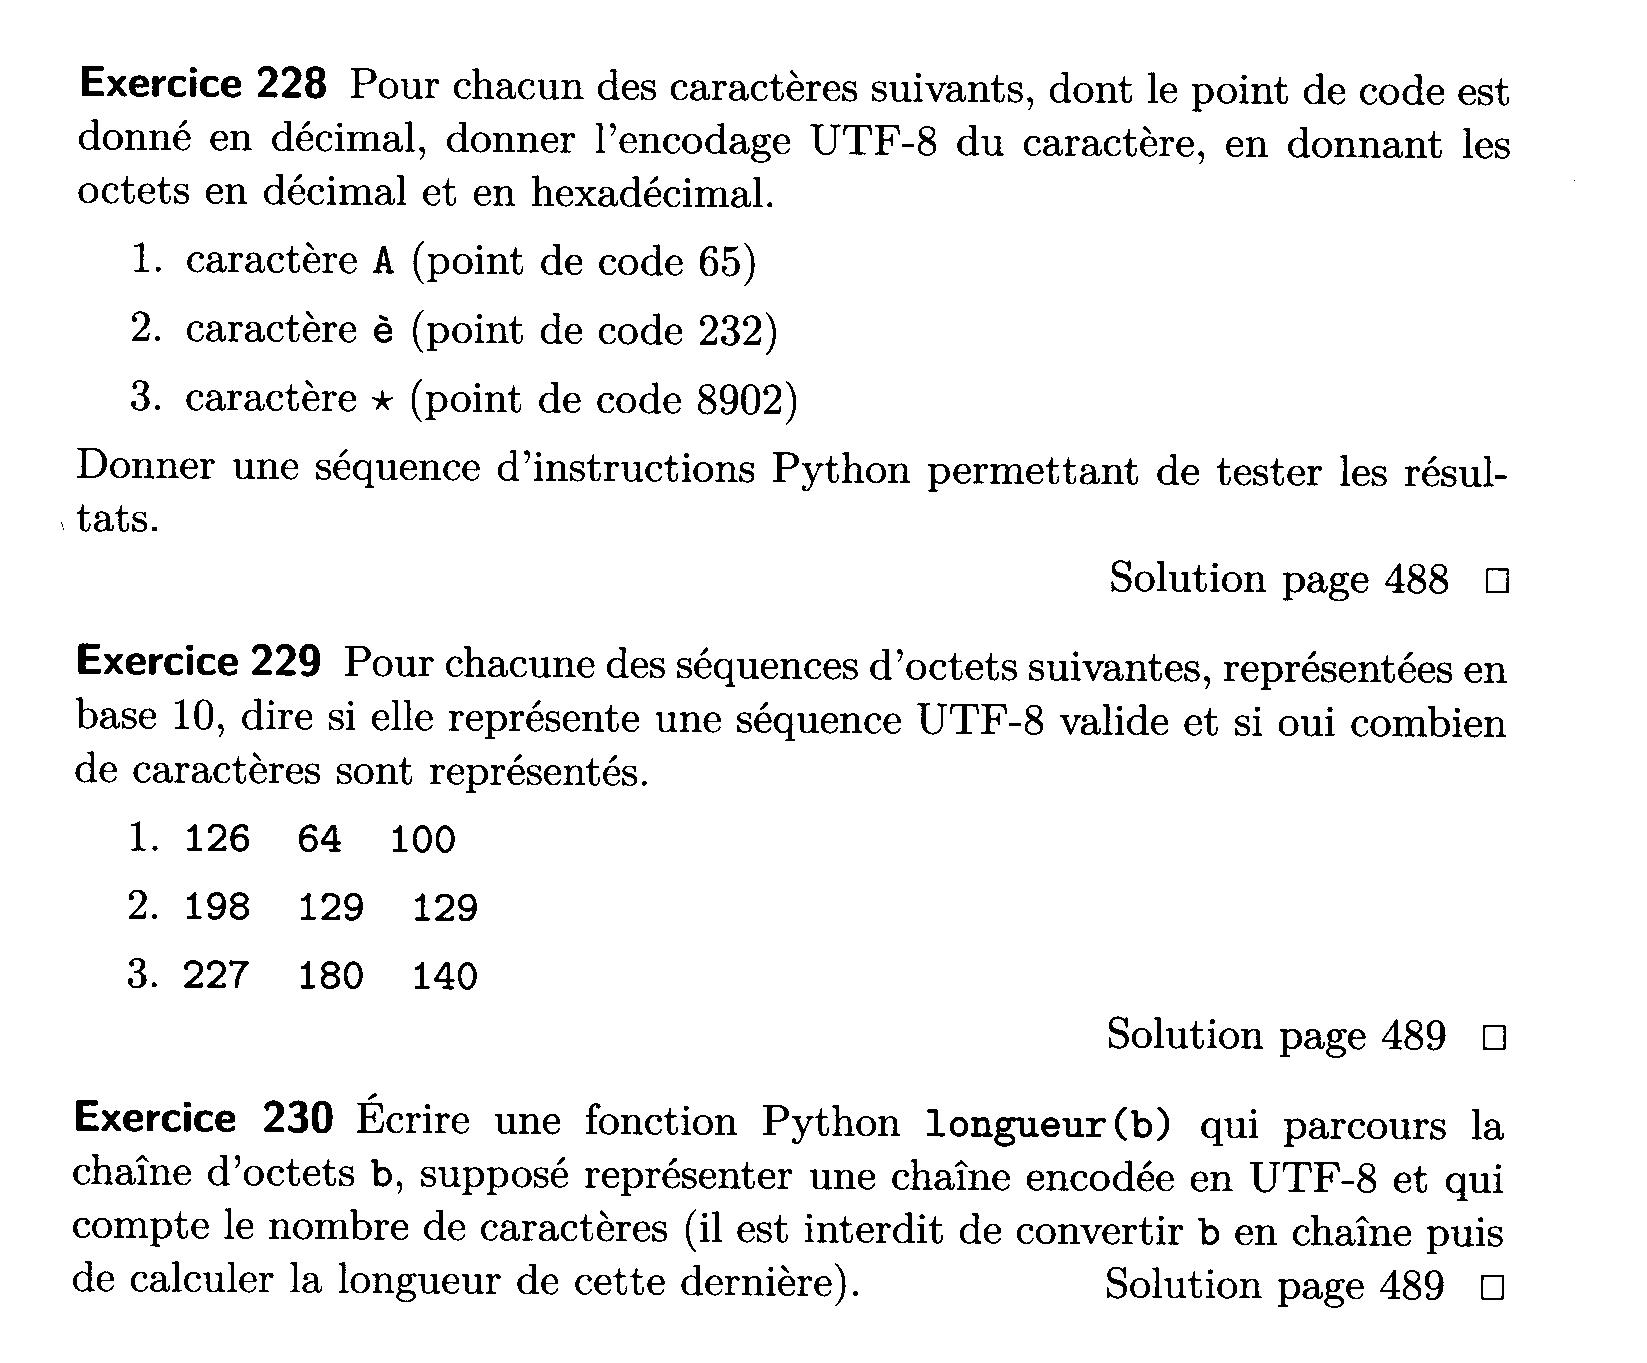 Exercice 228 Pour chacun des caractères suivants, dont le point de code est
donné en décimal, donner l'encodage UTF-8 du caractère, en donnant les
octets en décimal et en hexadécimal.
1. caractère A (point de code 65)
2. caractère è (point de code 232)
3. caractère ⋆ (point de code 8902)
Donner une séquence d'instructions Python permettant de tester les résul-
tats.
Solution page 488 □
Exercice 229 Pour chacune des séquences d'octets suivantes, représentées en
base 10, dire si elle représente une séquence UTF-8 valide et si oui combien
de caractères sont représentés.
1. 126 64 100
2. 198 129 129
3. 227 180 140
Solution page 489 □
Exercice 230 Écrire une fonction Python longueur(b) qui parcours la
chaîne d'octets b, supposé représenter une chaîne encodée en UTF-8 et qui
compte le nombre de caractères (il est interdit de convertir b en chaîne puis
de calculer la longueur de cette dernière). Solution page 489 □